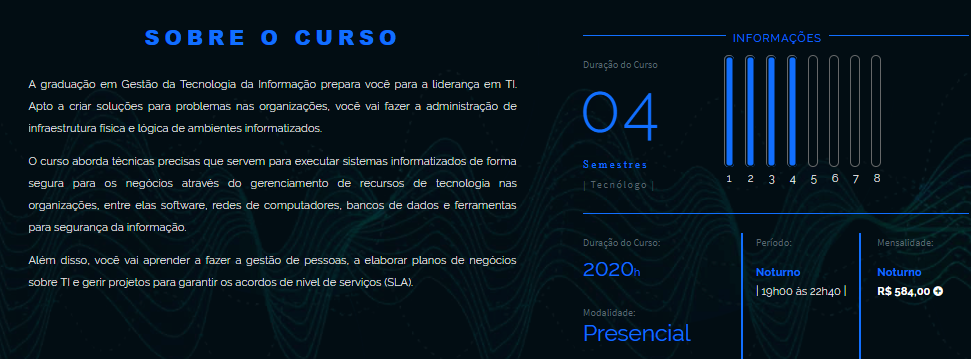 SOBRE O CURSO
A graduação em Gestão da Tecnologia da Informação prepara você para a liderança em TI.
Apto a criar soluções para problemas nas organizações, você vai fazer a administração de
infraestrutura física e lógica de ambientes informatizados.
O curso aborda técnicas precisas que servem para executar sistemas informatizados de forma
segura para os negócios através do gerenciamento de recursos de tecnologia nas
organizações, entre elas software, redes de computadores, bancos de dados e ferramentas
para segurança da informação.
Além disso, você vai aprender a fazer a gestão de pessoas, a elaborar planos de negócios
sobre TI e gerir projetos para garantir os acordos de nível de serviços (SLA).
INFORMAÇÕES
Duração do Curso
04
Semestres
| Tecnólogo |
1 2 3 4 5 6 7 8
Duração do Curso:
2020h
Modalidade:
Presencial
Período:
Noturno
| 19h00 às 22h40 |
Mensalidade:
Noturno
R$ 584,00